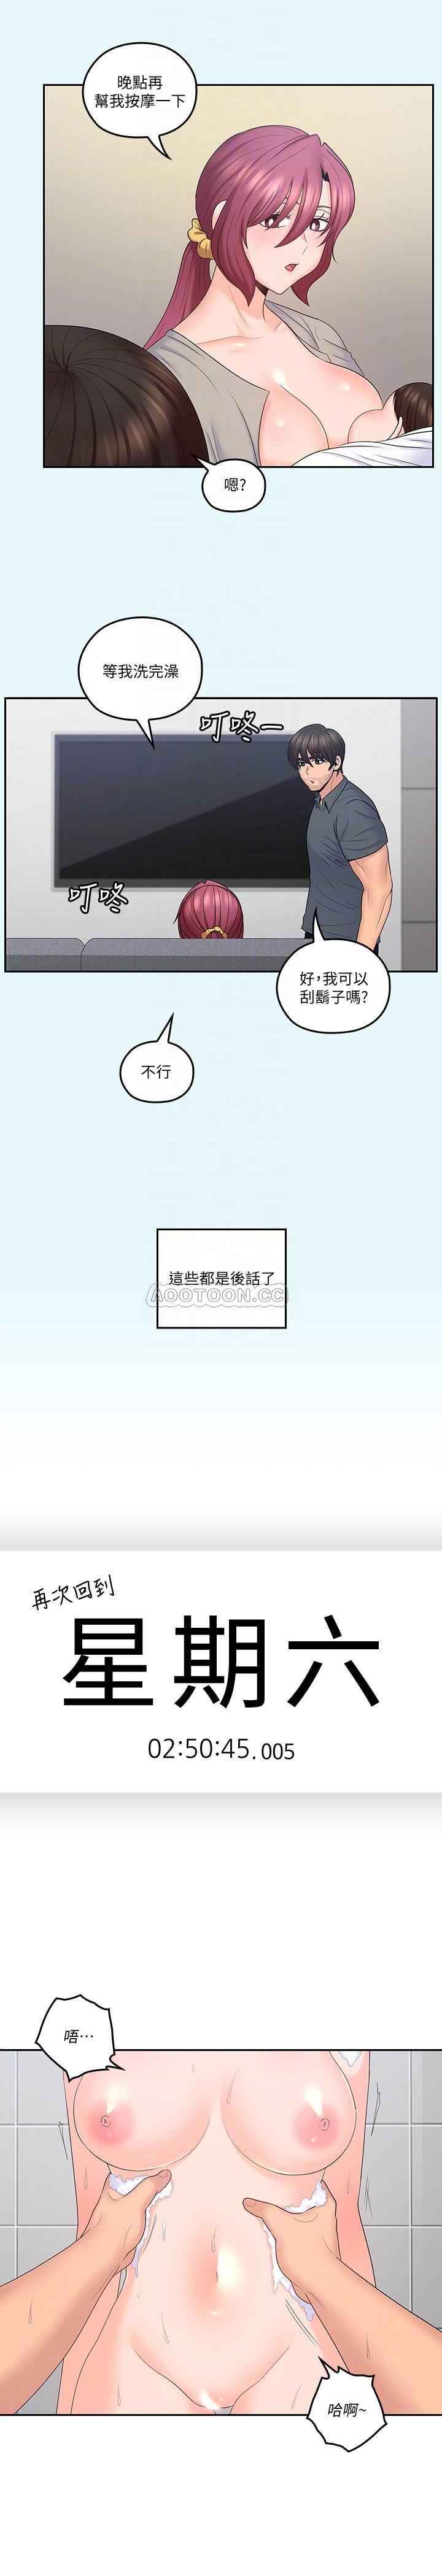 晚點再
幫我按摩一下
嗯?
等我洗完澡
叮咚一
叮咚
好，我可以
刮鬍子嗎?
不行
這些都是後話了
AOOTOON.CC
再次回到
星期六
02:50:45.005
唔…
哈啊~